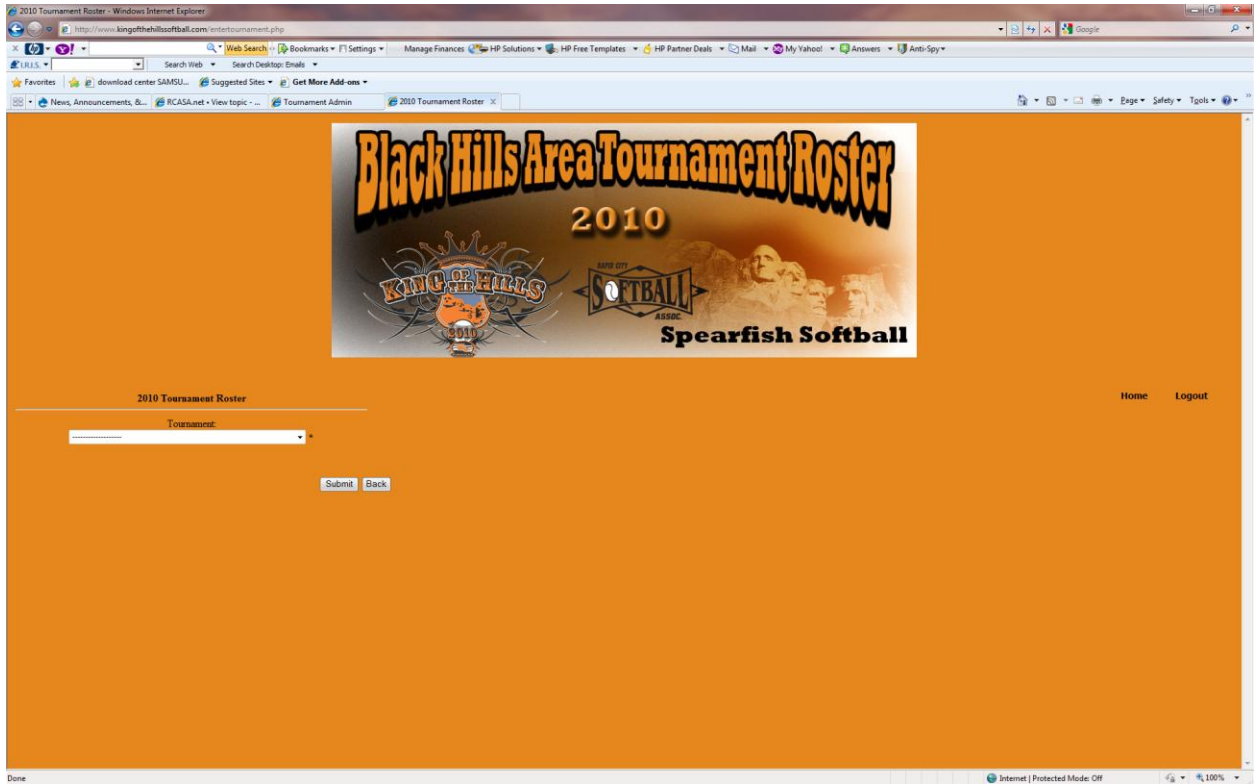 2010 Tournament Roster - Windows Internet Explorer
http://www.kingofthehillssoftball.com/entertournament.php
Google
Web Search Bookmarks Settings Manage Finances HP Solutions HP Free Templates HP Partner Deals Mail My Yahoo! Answers Anti-Spy
I.R.I.S. Search Web Search Desktop: Emails
Favorites download center SAMSU... Suggested Sites Get More Add-ons
News, Announcements, &... RCASA.net • View topic - ... Tournament Admin 2010 Tournament Roster Page Safety Tools
Black Hills Area Tournament Roster
2010
KING OF THE HILLS
2010
RAPID CITY
SOFTBALL
ASSOC.
Spearfish Softball
2010 Tournament Roster
Home Logout
Tournament:
------------------- *
Submit Back
Done
Internet | Protected Mode: Off 100%